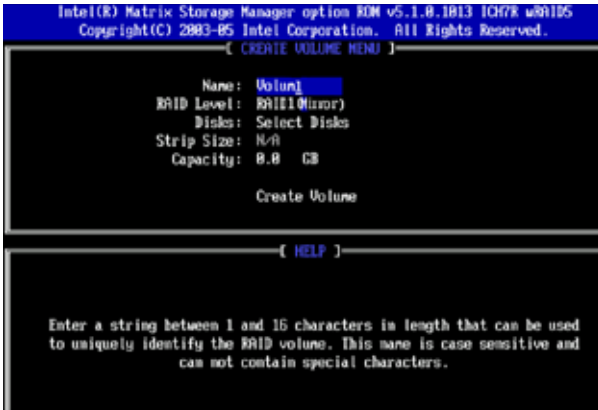 Intel(R) Matrix Storage Manager option ROM v5.1.0.1013 ICH7R wRAID5
Copyright(C) 2003-05 Intel Corporation. All Rights Reserved.
[ CREATE VOLUME MENU ]
Name: Volum1
RAID Level: RAID1(Mirror)
Disks: Select Disks
Strip Size: N/A
Capacity: 0.0 GB
Create Volume
[ HELP ]
Enter a string between 1 and 16 characters in length that can be used
to uniquely identify the RAID volume. This name is case sensitive and
can not contain special characters.